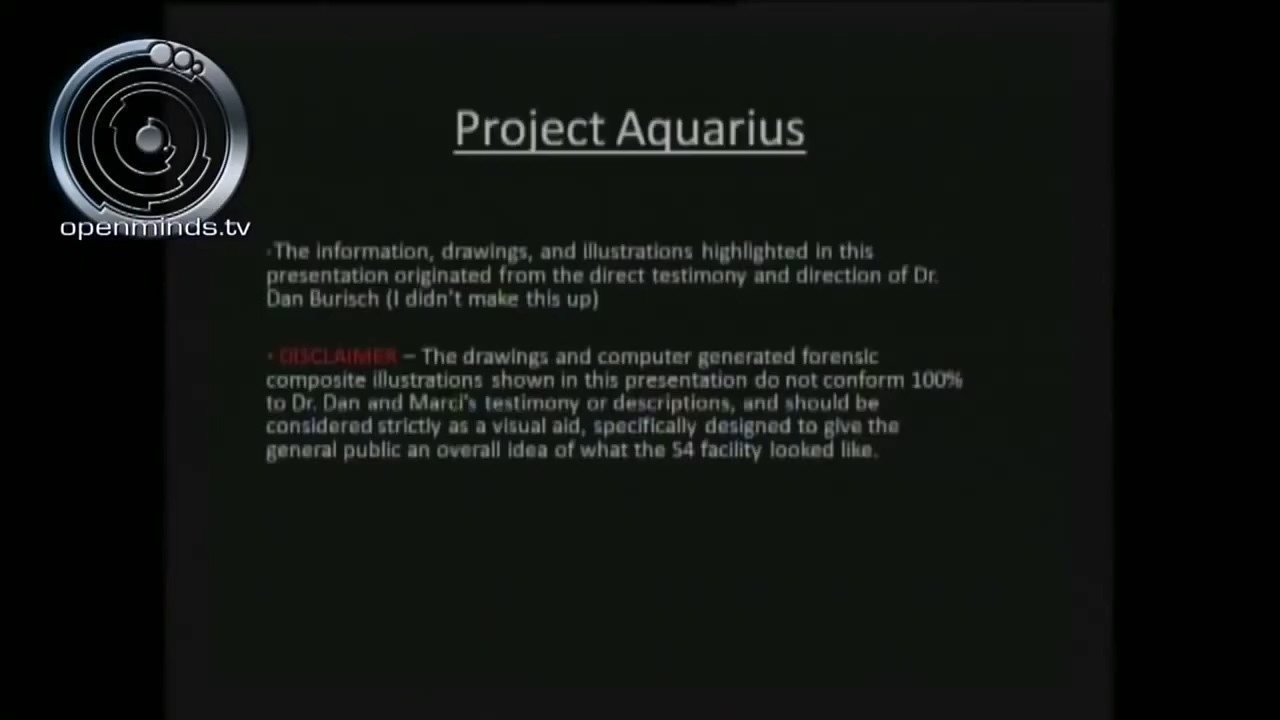 openminds.tv
Project Aquarius
•The information, drawings, and illustrations highlighted in this
presentation originated from the direct testimony and direction of Dr.
Dan Burisch (I didn't make this up)
• DISCLAIMER – The drawings and computer generated forensic
composite illustrations shown in this presentation do not conform 100%
to Dr. Dan and Marci's testimony or descriptions, and should be
considered strictly as a visual aid, specifically designed to give the
general public an overall idea of what the S4 facility looked like.